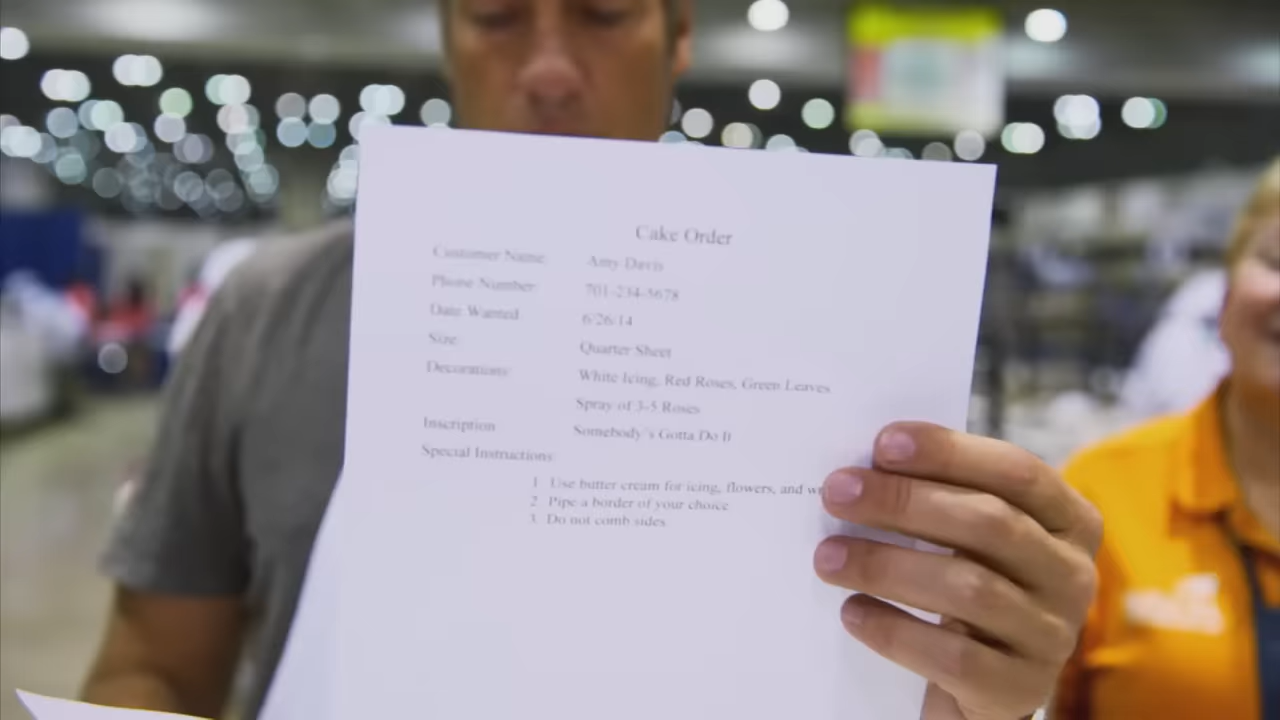 Cake Order
Customer Name: Amy Davis
Phone Number: 701-234-5678
Date Wanted 6/26/14
Size: Quarter Sheet
Decorations: White Icing, Red Roses, Green Leaves
Spray of 3-5 Roses
Inscription Somebody's Gotta Do It
Special Instructions:
1 Use butter cream for icing, flowers, and
2 Pipe a border of your choice
3 Do not comb sides